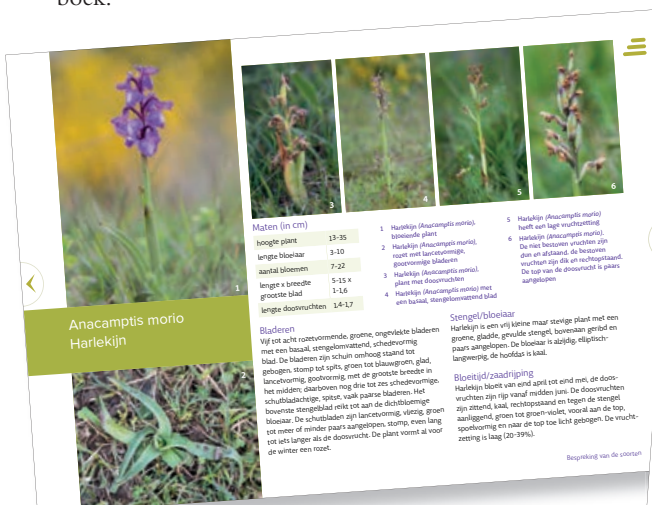 boek.
1
Anacamptis morio
Harlekijn
2
3
4
5
6
Maten (in cm)
hoogte plant 13-35
lengte bloeiaar 3-10
aantal bloemen 7-22
lengte x breedte 5-15 x
grootste blad 1-1,6
lengte doosvruchten 1,4-1,7
1 Harlekijn (Anacamptis morio),
bloeiende plant
2 Harlekijn (Anacamptis morio),
rozet met lancetvormige,
gootvormige bladeren
3 Harlekijn (Anacamptis morio),
plant met doosvruchten
4 Harlekijn (Anacamptis morio) met
een basaal, stengelomvattend blad
5 Harlekijn (Anacamptis morio)
heeft een lage vruchtzetting
6 Harlekijn (Anacamptis morio).
De niet bestoven vruchten zijn
dun en afstaand, de bestoven
vruchten zijn dik en rechtopstaand.
De top van de doosvrucht is paars
aangelopen
Bladeren
Vijf tot acht rozetvormende, groene, ongevlekte bladeren
met een basaal, stengelomvattend, schedevormig
blad. De bladeren zijn schuin omhoog staand tot
gebogen, stomp tot spits, groen tot blauwgroen, glad,
lancetvormig, gootvormig, met de grootste breedte in
het midden; daarboven nog drie tot zes schedevormige,
schutbladachtige, spitse, vaak paarse bladeren. Het
bovenste stengelblad reikt tot aan de dichtbloemige
bloeiaar. De schutbladen zijn lancetvormig, vliezig, groen
tot meer of minder paars aangelopen, stomp, even lang
tot iets langer als de doosvrucht. De plant vormt al voor
de winter een rozet.
Stengel/bloeiaar
Harlekijn is een vrij kleine maar stevige plant met een
groene, gladde, gevulde stengel, bovenaan geribd en
paars aangelopen. De bloeiaar is alzijdig, elliptisch-
langwerpig, de hoofdas is kaal.
Bloeitijd/zaadrijping
Harlekijn bloeit van eind april tot eind mei, de doos-
vruchten zijn rijp vanaf midden juni. De doosvruchten
zijn zittend, kaal, rechtopstaand en tegen de stengel
aanliggend, groen tot groen-violet, vooral aan de top,
spoelvormig en naar de top toe licht gebogen. De vrucht-
zetting is laag (20-39%).
Bespreking van de soorten